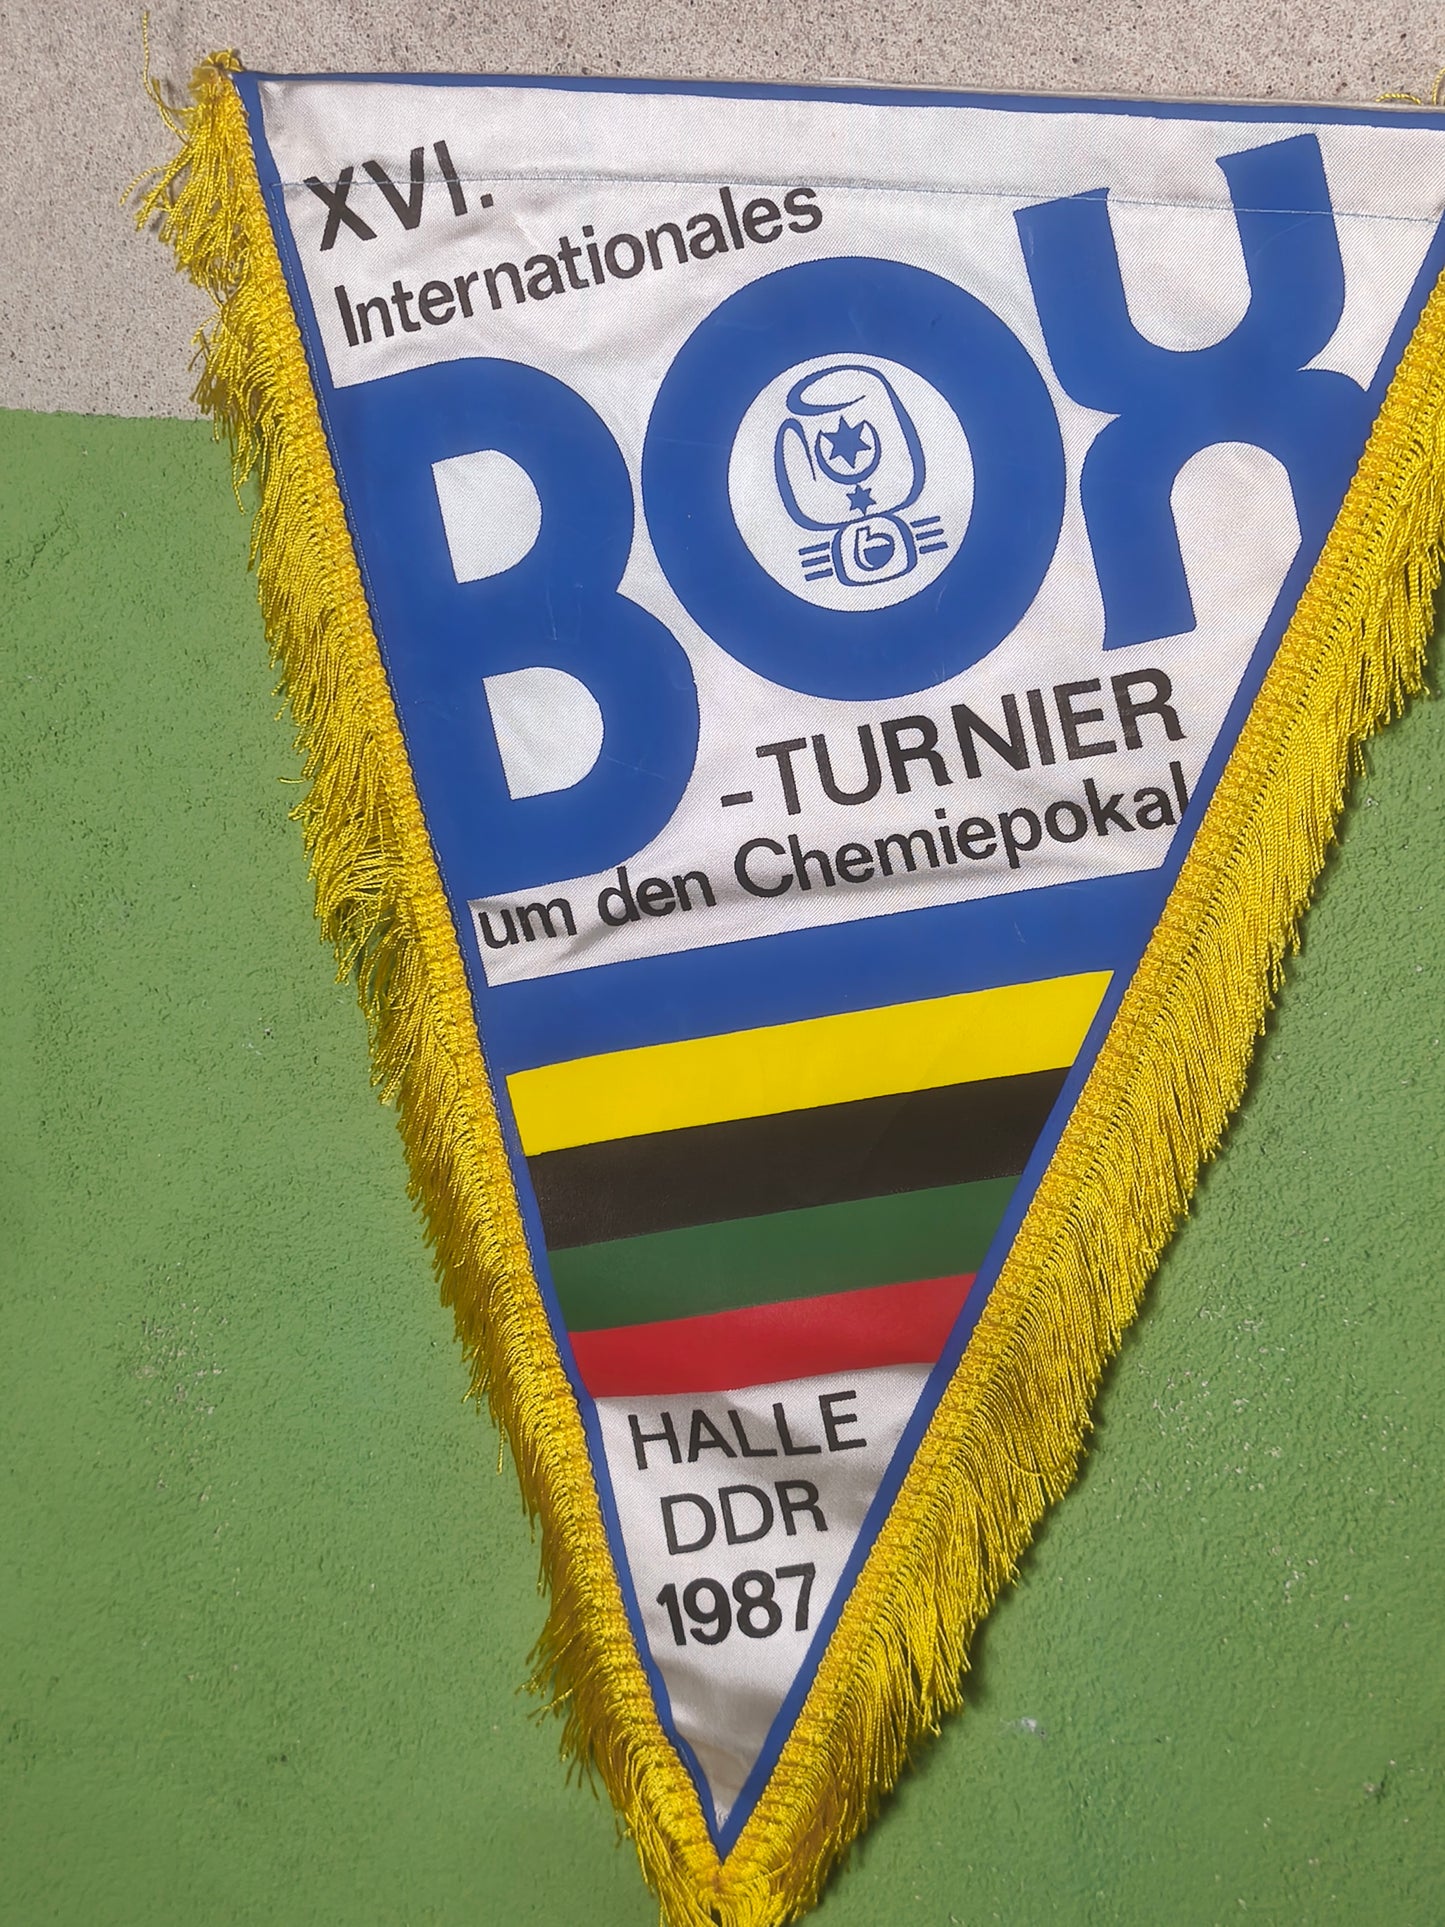 XVI.
Internationales
BOX
-TURNIER
um den Chemiepokal
HALLE
DDR
1987